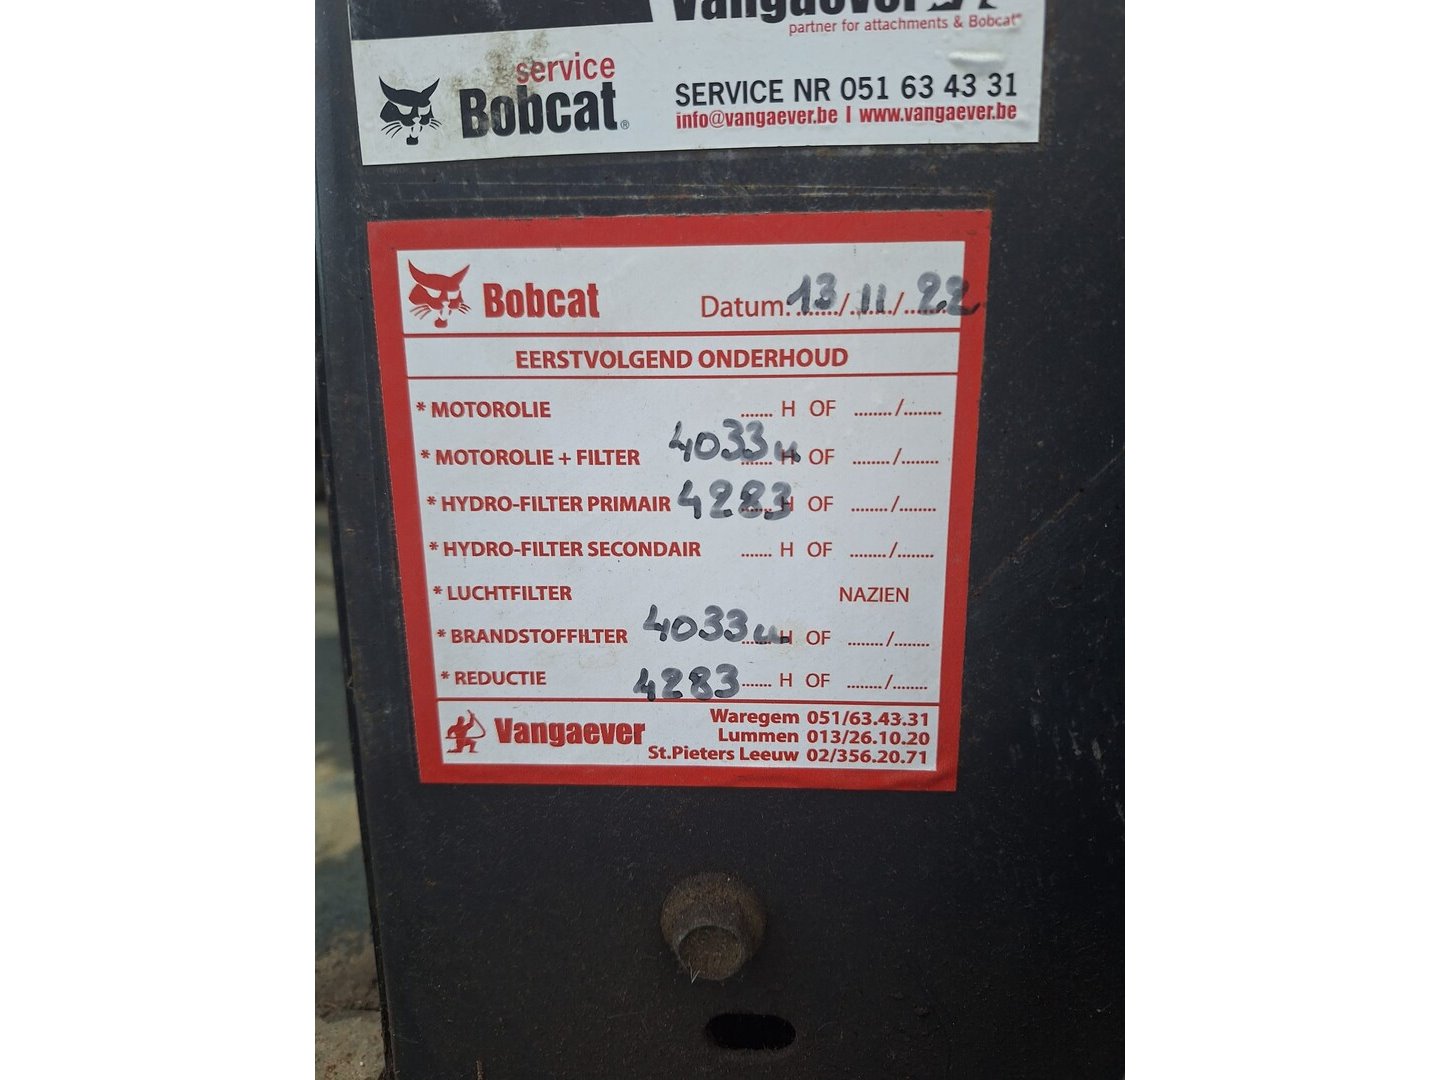 Vangaever
partner for attachments & Bobcat®
service
Bobcat®
SERVICE NR 051 63 43 31
info@vangaever.be | www.vangaever.be
Bobcat Datum: 13/11/22
EERSTVOLGEND ONDERHOUD
* MOTOROLIE ....... H OF ......../........
* MOTOROLIE + FILTER 4033u ....... H OF ......../........
* HYDRO-FILTER PRIMAIR 4283 ....... H OF ......../........
* HYDRO-FILTER SECONDAIR ....... H OF ......../........
* LUCHTFILTER NAZIEN
* BRANDSTOFFILTER 4033u ....... H OF ......../........
* REDUCTIE 4283 ....... H OF ......../........
Vangaever
Waregem 051/63.43.31
Lummen 013/26.10.20
St.Pieters Leeuw 02/356.20.71